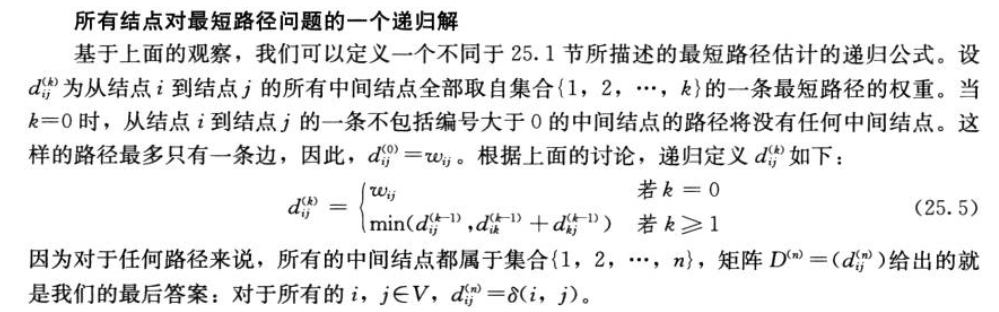 所有结点对最短路径问题的一个递归解
基于上面的观察，我们可以定义一个不同于 25.1 节所描述的最短路径估计的递归公式。设
d_{ij}^{(k)} 为从结点 i 到结点 j 的所有中间结点全部取自集合{1，2，…，k}的一条最短路径的权重。当
k=0 时，从结点 i 到结点 j 的一条不包括编号大于 0 的中间结点的路径将没有任何中间结点。这
样的路径最多只有一条边，因此，d_{ij}^{(0)}=w_{ij}。根据上面的讨论，递归定义 d_{ij}^{(k)} 如下：
d_{ij}^{(k)} = { w_{ij} 若 k = 0
min(d_{ij}^{(k-1)}, d_{ik}^{(k-1)} + d_{kj}^{(k-1)}) 若 k ⩾ 1 (25.5)
因为对于任何路径来说，所有的中间结点都属于集合{1，2，…，n}，矩阵 D^{(n)}=(d_{ij}^{(n)})给出的就
是我们的最后答案：对于所有的 i，j∈V，d_{ij}^{(n)}=δ(i，j)。